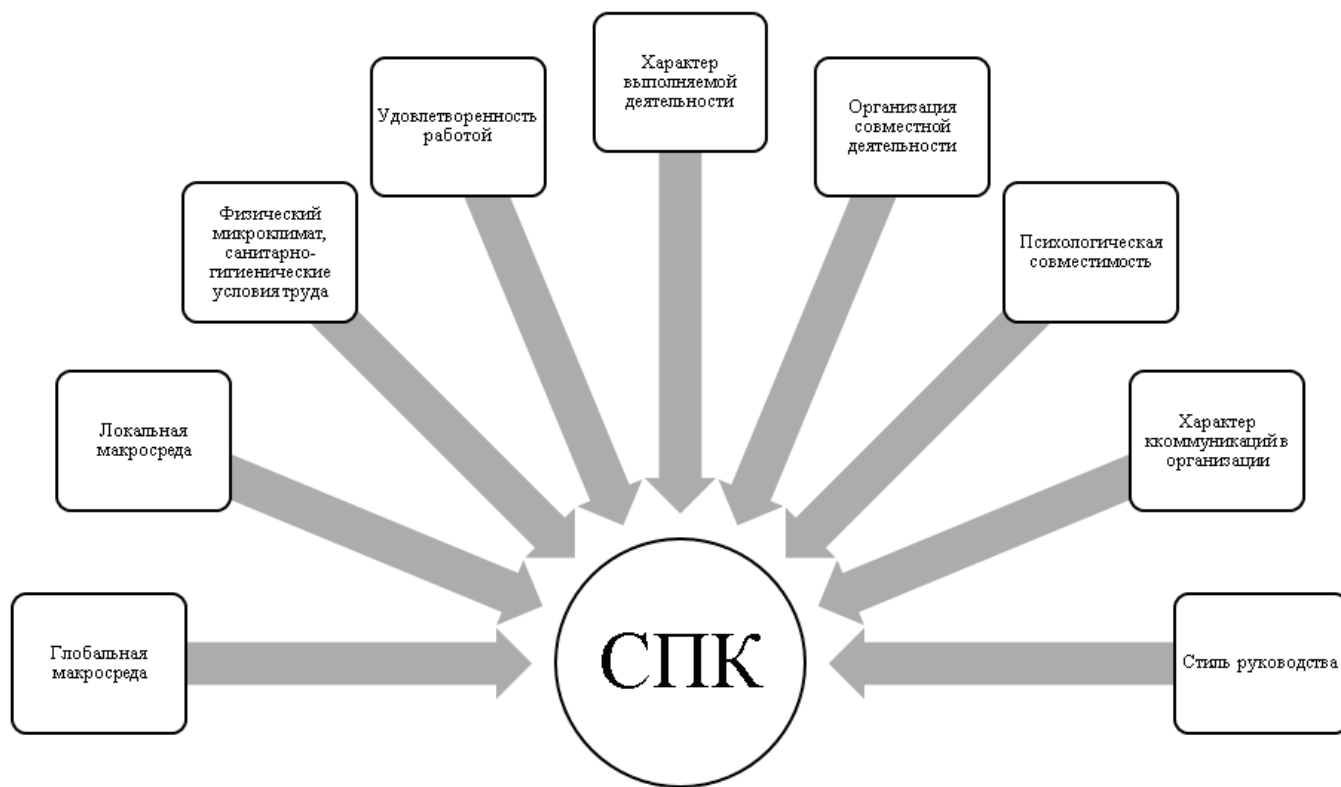 Характер
выполняемой
деятельности
Удовлетворенность
работой
Организация
совместной
деятельности
Физический
микроклимат,
санитарно-
гигиенические
условия труда
Психологическая
совместимость
Локальная
макросреда
Характер
ккоммуникаций в
организации
Глобальная
макросреда
СПК
Стиль руководства